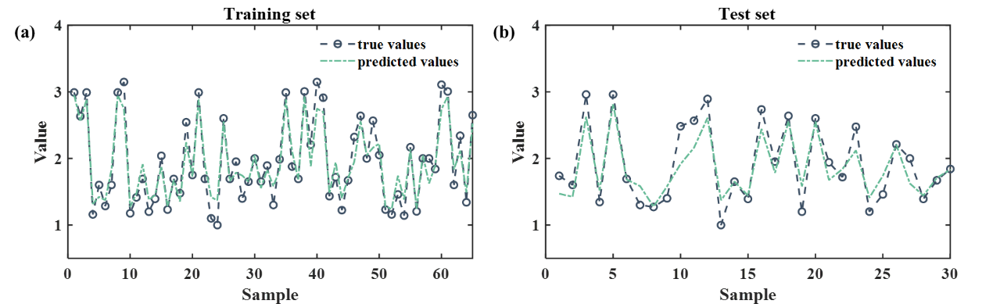 Training set
(a)
4
3
2
1
Value
true values
predicted values
0 10 20 30 40 50 60
Sample
Test set
(b)
4
3
2
1
Value
true values
predicted values
0 5 10 15 20 25 30
Sample